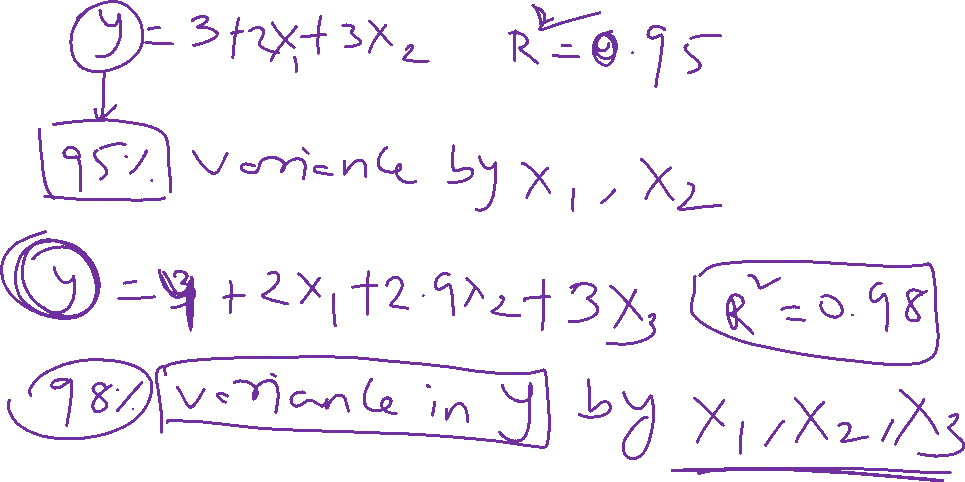 y = 3+2x₁+3x₂ R² = 0.95
95% variance by x₁, x₂
y = 4 + 2x₁+2.9x₂+3x₃ R² = 0.98
98% variance in y by x₁, x₂, x₃